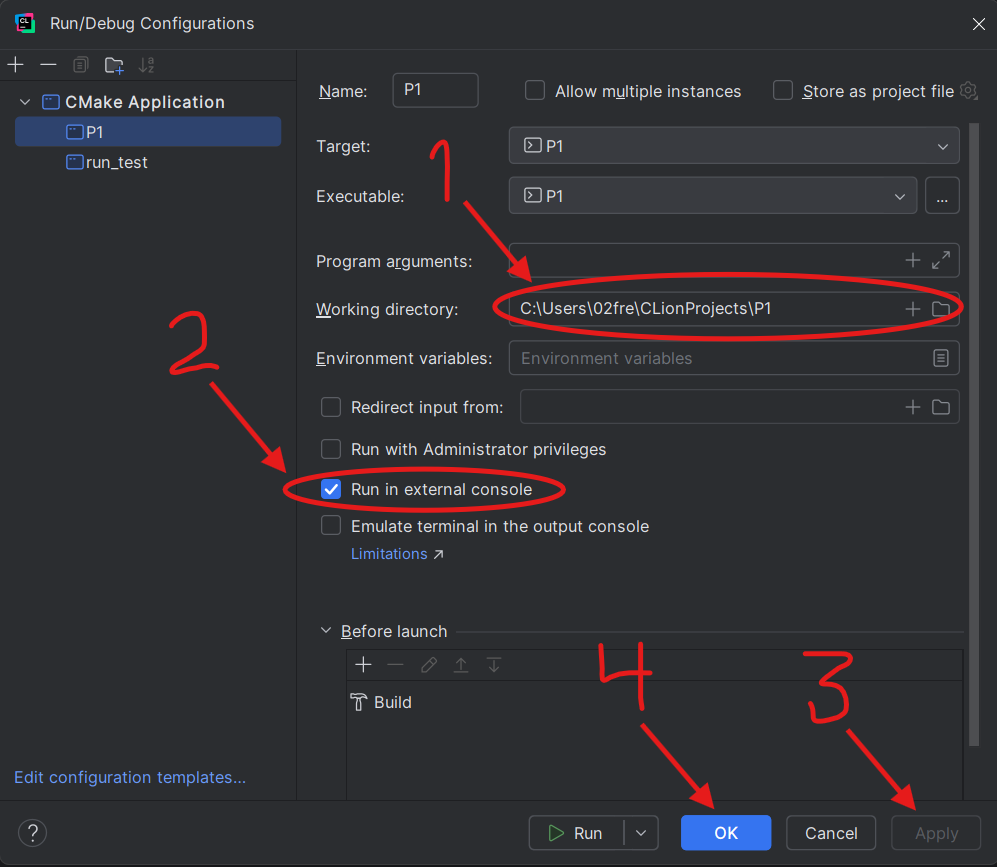 CL
Run/Debug Configurations
CMake Application
P1
run_test
Edit configuration templates...
?
Name:
P1
Allow multiple instances
Store as project file
1
Target:
P1
Executable:
P1
...
Program arguments:
Working directory:
C:\Users\02fre\CLionProjects\P1
2
Environment variables:
Environment variables
Redirect input from:
Run with Administrator privileges
Run in external console
Emulate terminal in the output console
Limitations ↗
Before launch
4
3
Build
Run
OK
Cancel
Apply